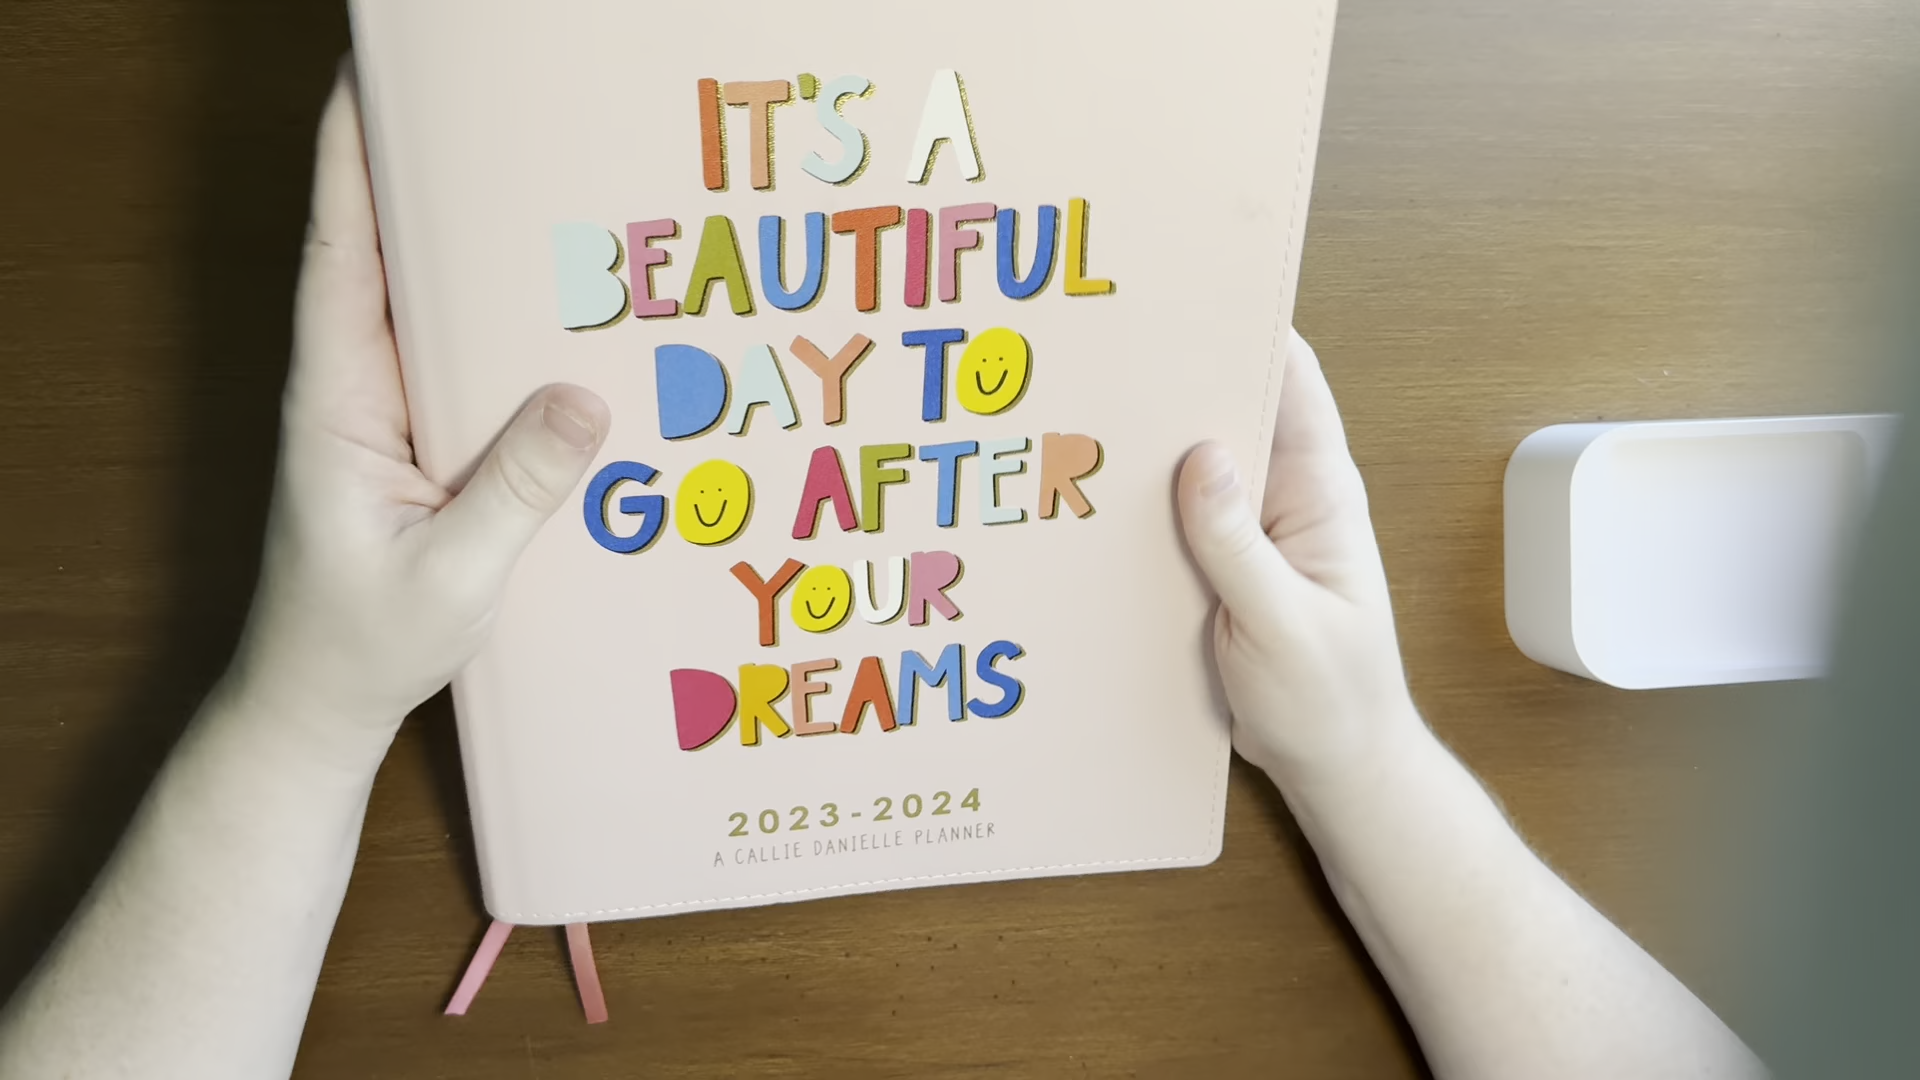 IT'S A
BEAUTIFUL
DAY TO
GO AFTER
YOUR
DREAMS
2023-2024
A CALLIE DANIELLE PLANNER